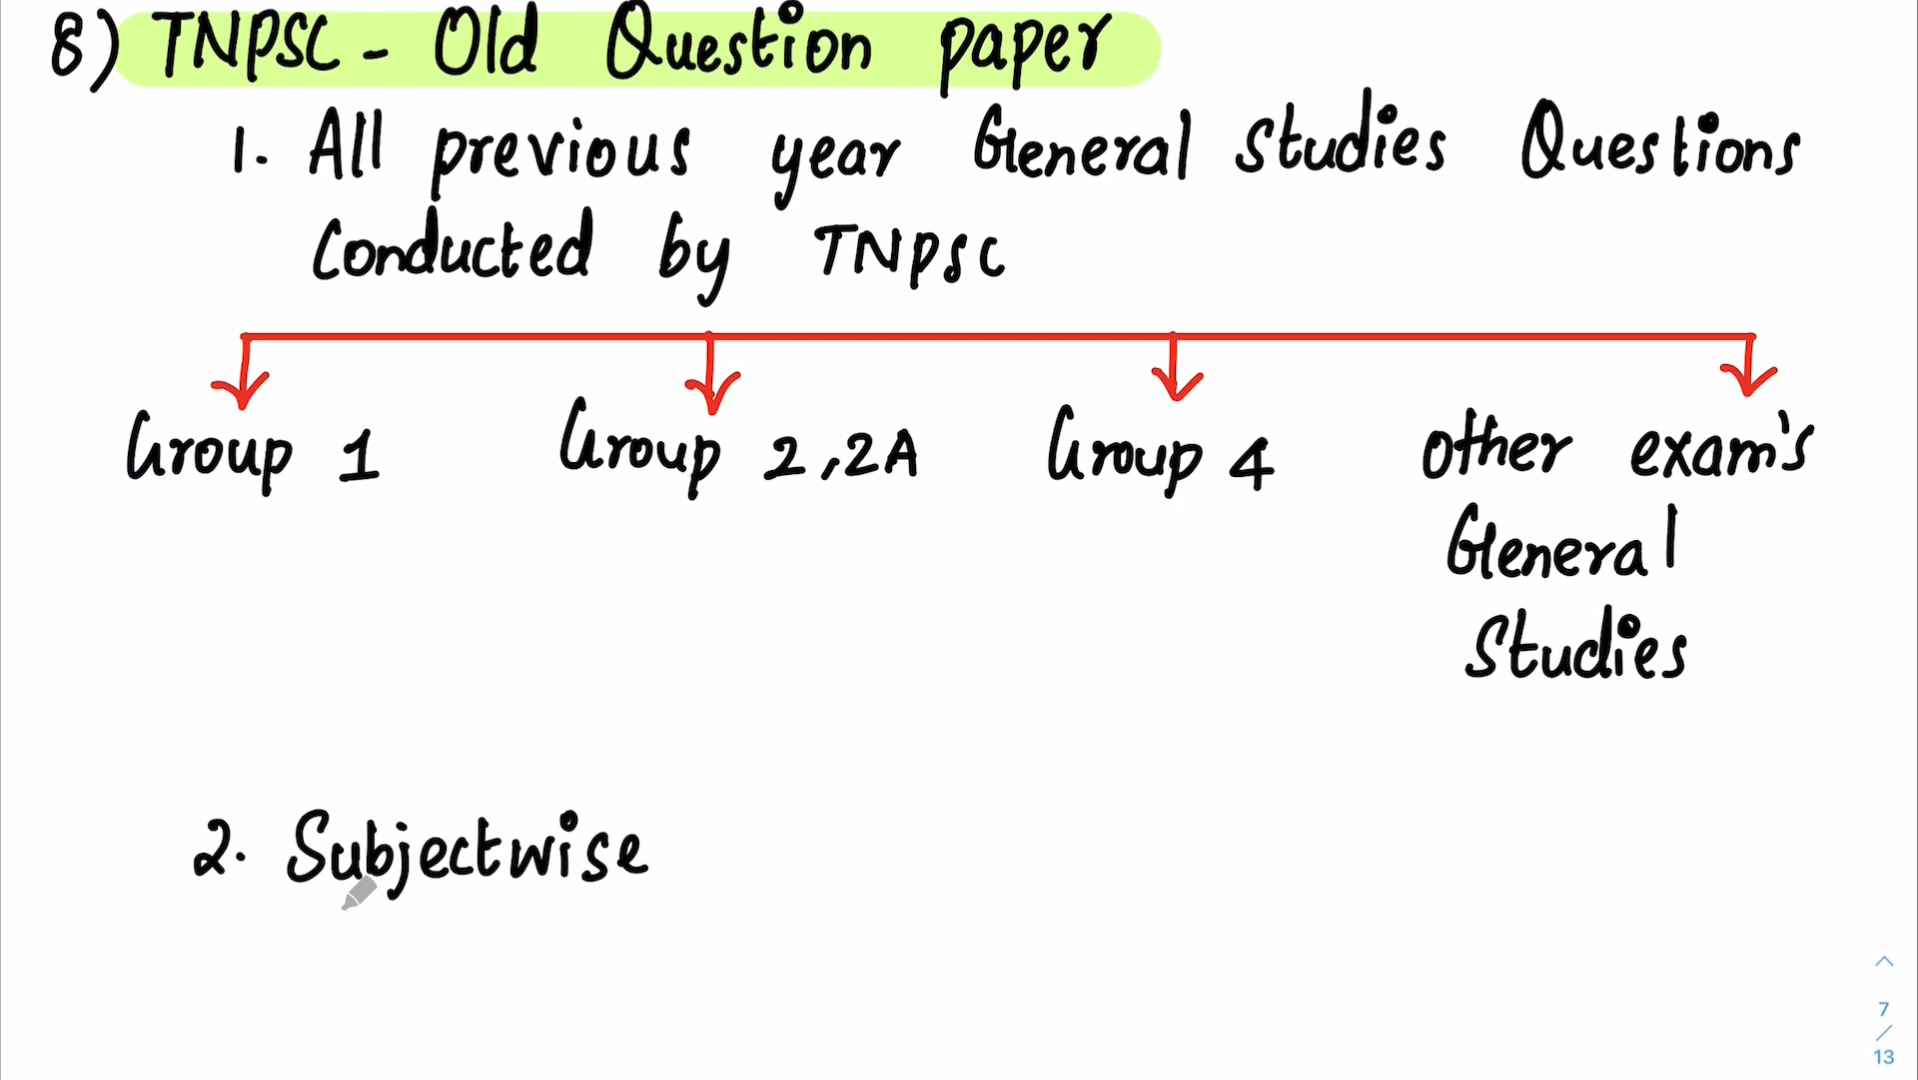 8) TNPSC - Old Question paper
1. All previous year General Studies Questions
Conducted by TNPSC
Group 1 Group 2,2A Group 4 other exam's
General
Studies
2. Subjectwise
7
/
13